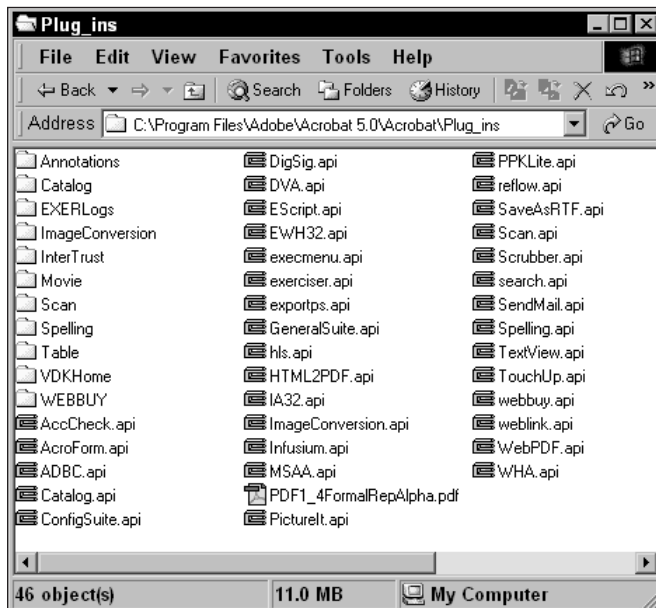 Plug_ins
File Edit View Favorites Tools Help
Back Search Folders History »
Address C:\Program Files\Adobe\Acrobat 5.0\Acrobat\Plug_ins Go
Annotations DigSig.api PPKLite.api
Catalog DVA.api reflow.api
EXERLogs EScript.api SaveAsRTF.api
ImageConversion EWH32.api Scan.api
InterTrust execmenu.api Scrubber.api
Movie exerciser.api search.api
Scan exportps.api SendMail.api
Spelling GeneralSuite.api Spelling.api
Table hls.api TextView.api
VDKHome HTML2PDF.api TouchUp.api
WEBBUY IA32.api webbuy.api
AccCheck.api ImageConversion.api weblink.api
AcroForm.api Infusium.api WebPDF.api
ADBC.api MSAA.api WHA.api
Catalog.api PDF1_4FormalRepAlpha.pdf
ConfigSuite.api PictureIt.api
46 object(s) 11.0 MB My Computer